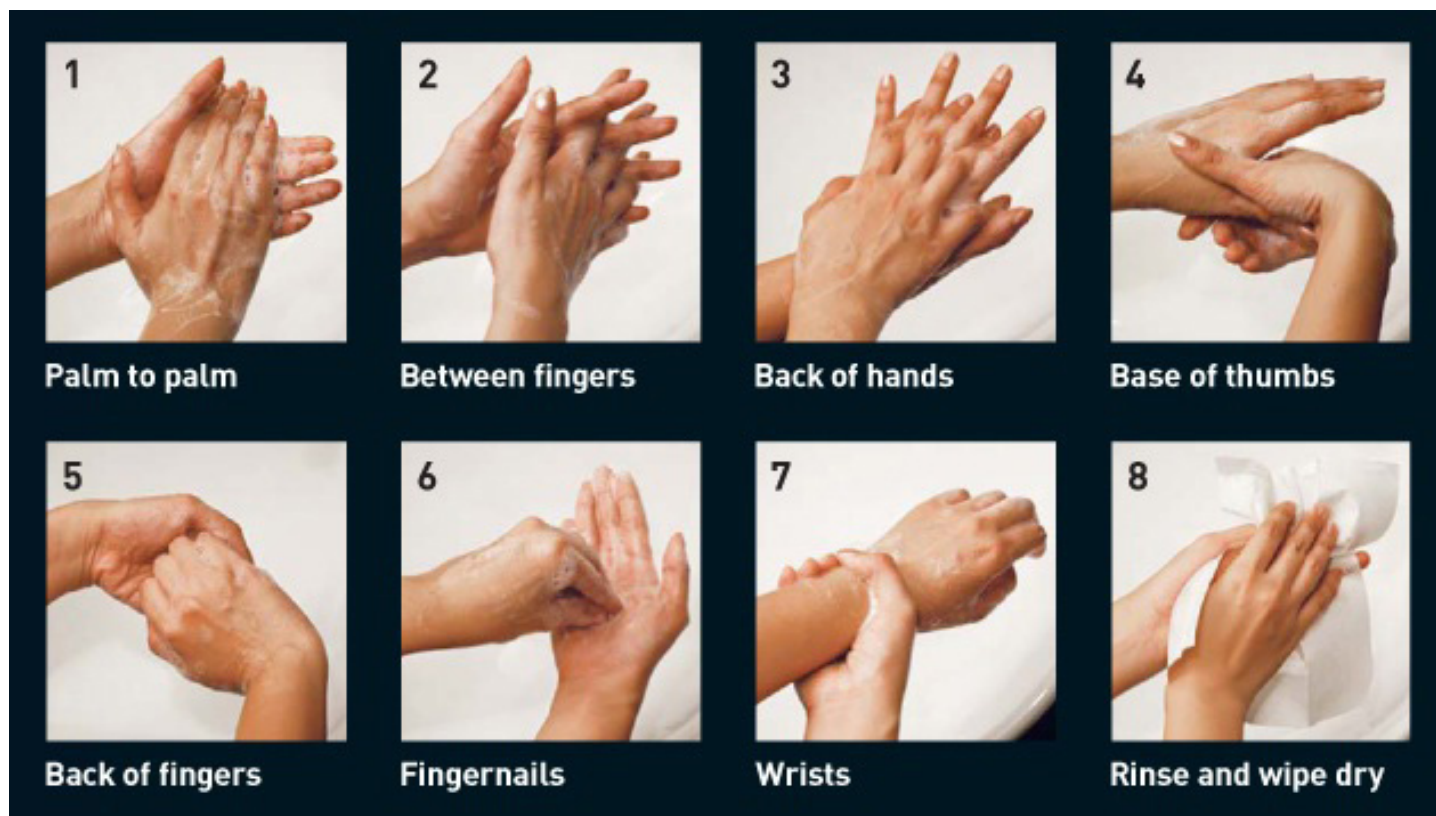 1
Palm to palm
2
Between fingers
3
Back of hands
4
Base of thumbs
5
Back of fingers
6
Fingernails
7
Wrists
8
Rinse and wipe dry